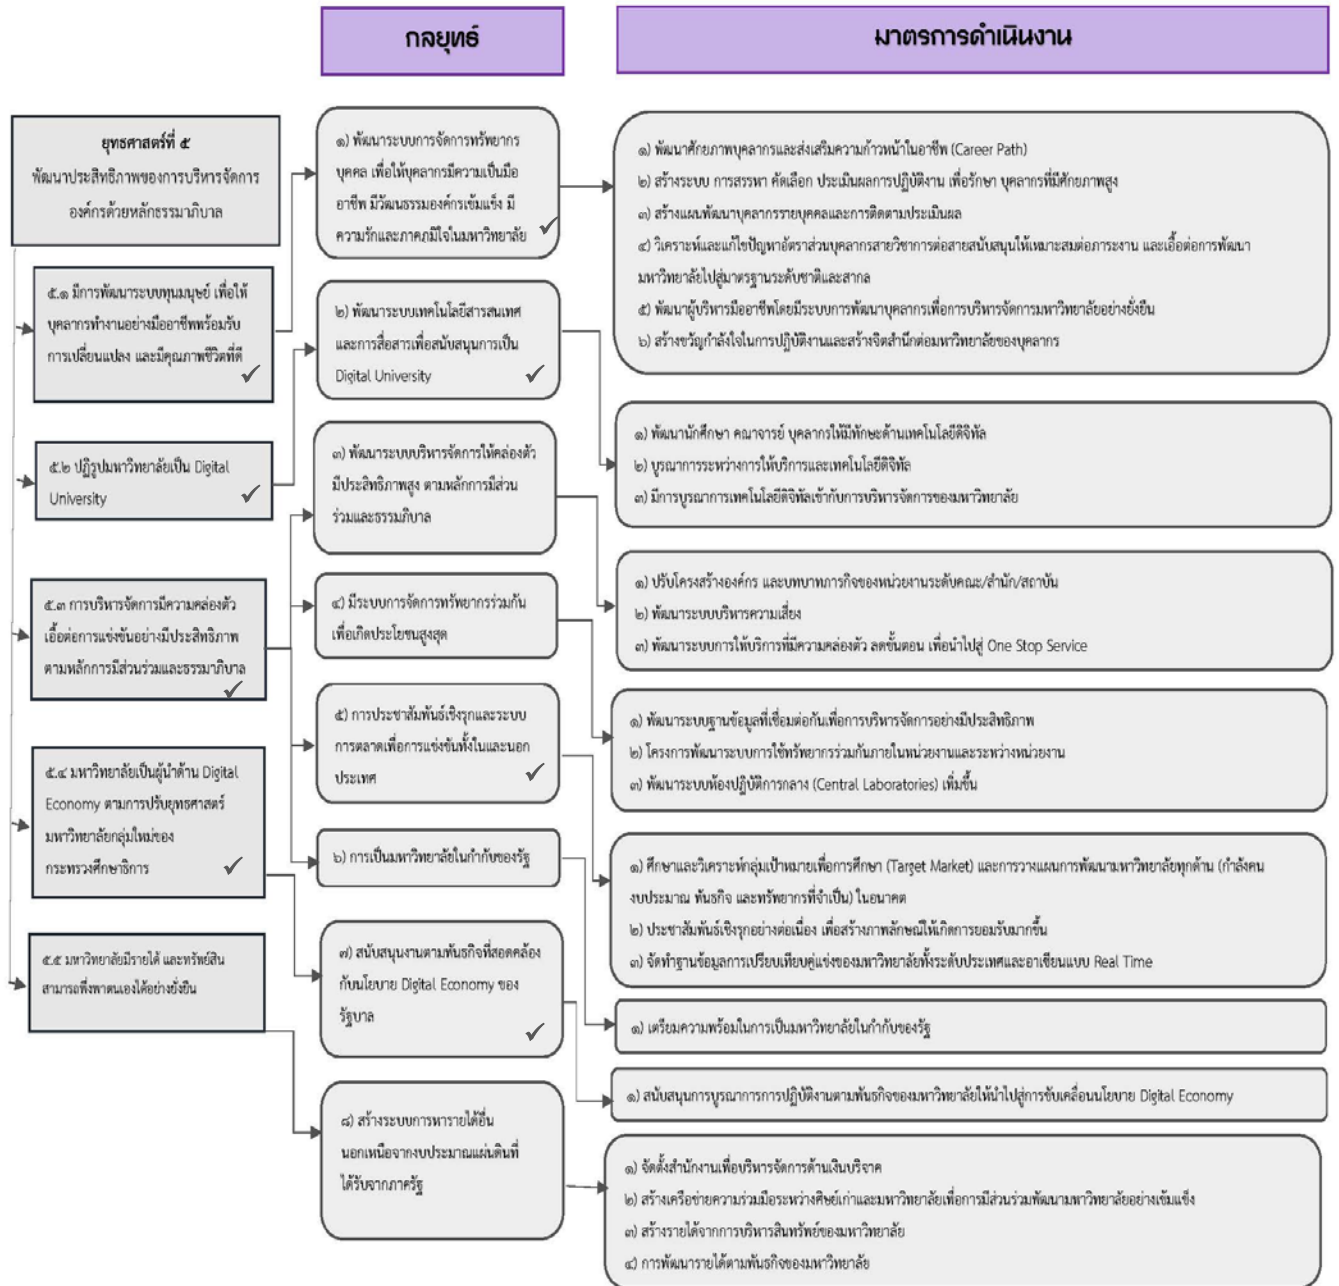 กลยุทธ์
มาตรการดำเนินงาน
ยุทธศาสตร์ที่ ๕
พัฒนาประสิทธิภาพของการบริหารจัดการ
องค์กรด้วยหลักธรรมาภิบาล
๕.๑ มีการพัฒนาระบบทุนมนุษย์ เพื่อให้
บุคลากรทำงานอย่างมืออาชีพพร้อมรับ
การเปลี่ยนแปลง และมีคุณภาพชีวิตที่ดี
✓
๕.๒ ปฏิรูปมหาวิทยาลัยเป็น Digital
University
✓
๕.๓ การบริหารจัดการมีความคล่องตัว
เอื้อต่อการแข่งขันอย่างมีประสิทธิภาพ
ตามหลักการมีส่วนร่วมและธรรมาภิบาล
✓
๕.๔ มหาวิทยาลัยเป็นผู้นำด้าน Digital
Economy ตามการปรับยุทธศาสตร์
มหาวิทยาลัยกลุ่มใหม่ของ
กระทรวงศึกษาธิการ
✓
๕.๕ มหาวิทยาลัยมีรายได้ และทรัพย์สิน
สามารถพึ่งพาตนเองได้อย่างยั่งยืน
๑) พัฒนาระบบการจัดการทรัพยากร
บุคคล เพื่อให้บุคลากรมีความเป็นมือ
อาชีพ มีวัฒนธรรมองค์กรเข้มแข็ง มี
ความรักและภาคภูมิใจในมหาวิทยาลัย
✓
๒) พัฒนาระบบเทคโนโลยีสารสนเทศ
และการสื่อสารเพื่อสนับสนุนการเป็น
Digital University
✓
๓) พัฒนาระบบบริหารจัดการให้คล่องตัว
มีประสิทธิภาพสูง ตามหลักการมีส่วน
ร่วมและธรรมภิบาล
๔) มีระบบการจัดการทรัพยากรร่วมกัน
เพื่อเกิดประโยชนสูงสุด
๕) การประชาสัมพันธ์เชิงรุกและระบบ
การตลาดเพื่อการแข่งขันทั้งในและนอก
ประเทศ
✓
๖) การเป็นมหาวิทยาลัยในกำกับของรัฐ
๗) สนับสนุนงานตามพันธกิจที่สอดคล้อง
กับนโยบาย Digital Economy ของ
รัฐบาล
✓
๘) สร้างระบบการหารายได้อื่น
นอกเหนือจากงบประมาณแผ่นดินที่
ได้รับจากภาครัฐ
๑) พัฒนาศักยภาพบุคลากรและส่งเสริมความก้าวหน้าในอาชีพ (Career Path)
๒) สร้างระบบ การสรรหา คัดเลือก ประเมินผลการปฏิบัติงาน เพื่อรักษา บุคลากรที่มีศักยภาพสูง
๓) สร้างแผนพัฒนาบุคลากรรายบุคคลและการติดตามประเมินผล
๔) วิเคราะห์และแก้ไขปัญหาอัตราส่วนบุคลากรสายวิชาการต่อสายสนับสนุนให้เหมาะสมต่อภาระงาน และเอื้อต่อการพัฒนา
มหาวิทยาลัยไปสู่มาตรฐานระดับชาติและสากล
๕) พัฒนาผู้บริหารมืออาชีพโดยมีระบบการพัฒนาบุคลากรเพื่อการบริหารจัดการมหาวิทยาลัยอย่างยั่งยืน
๖) สร้างขวัญกำลังใจในการปฏิบัติงานและสร้างจิตสำนึกต่อมหาวิทยาลัยของบุคลากร
๑) พัฒนานักศึกษา คณาจารย์ บุคลากรให้มีทักษะด้านเทคโนโลยีดิจิทัล
๒) บูรณาการระหว่างการให้บริการและเทคโนโลยีดิจิทัล
๓) มีการบูรณาการเทคโนโลยีดิจิทัลเข้ากับการบริหารจัดการของมหาวิทยาลัย
๑) ปรับโครงสร้างองค์กร และบทบาทภารกิจของหน่วยงานระดับคณะ/สำนัก/สถาบัน
๒) พัฒนาระบบบริหารความเสี่ยง
๓) พัฒนาระบบการให้บริการที่มีความคล่องตัว ลดขั้นตอน เพื่อนำไปสู่ One Stop Service
๑) พัฒนาระบบฐานข้อมูลที่เชื่อมต่อกันเพื่อการบริหารจัดการอย่างมีประสิทธิภาพ
๒) โครงการพัฒนาระบบการใช้ทรัพยากรร่วมกันภายในหน่วยงานและระหว่างหน่วยงาน
๓) พัฒนาระบบห้องปฏิบัติการกลาง (Central Laboratories) เพิ่มขึ้น
๑) ศึกษาและวิเคราะห์กลุ่มเป้าหมายเพื่อการศึกษา (Target Market) และการวางแผนการพัฒนามหาวิทยาลัยทุกด้าน (กำลังคน
งบประมาณ พันธกิจ และทรัพยากรที่จำเป็น) ในอนาคต
๒) ประชาสัมพันธ์เชิงรุกอย่างต่อเนื่อง เพื่อสร้างภาพลักษณ์ให้เกิดการยอมรับมากขึ้น
๓) จัดทำฐานข้อมูลการเปรียบเทียบคู่แข่งของมหาวิทยาลัยทั้งระดับประเทศและอาเซียนแบบ Real Time
๑) เตรียมความพร้อมในการเป็นมหาวิทยาลัยในกำกับของรัฐ
๑) สนับสนุนการบูรณาการการปฏิบัติงานตามพันธกิจของมหาวิทยาลัยให้นำไปสู่การขับเคลื่อนนโยบาย Digital Economy
๑) จัดตั้งสำนักงานเพื่อบริหารจัดการด้านเงินบริจาค
๒) สร้างเครือข่ายความร่วมมือระหว่างศิษย์เก่าและมหาวิทยาลัยเพื่อการมีส่วนร่วมพัฒนามหาวิทยาลัยอย่างเข้มแข็ง
๓) สร้างรายได้จากการบริหารสินทรัพย์ของมหาวิทยาลัย
๔) การพัฒนารายได้ตามพันธกิจของมหาวิทยาลัย